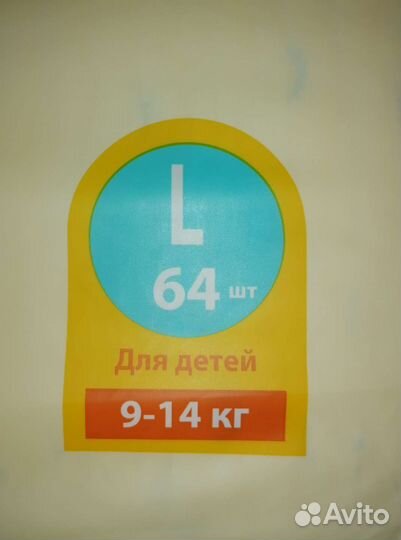 L
64 шт
Для детей
9-14 кг
Avito